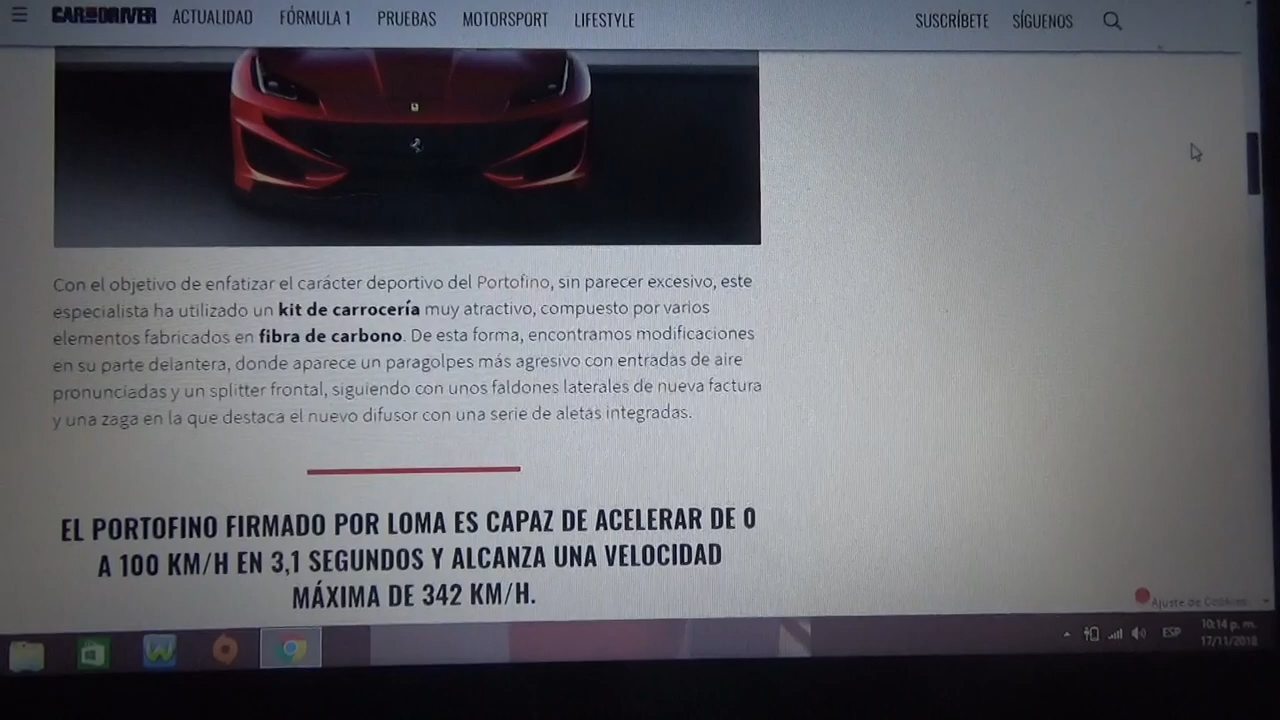 CAR AND DRIVER ACTUALIDAD FÓRMULA 1 PRUEBAS MOTORSPORT LIFESTYLE SUSCRÍBETE SÍGUENOS
Con el objetivo de enfatizar el carácter deportivo del Portofino, sin parecer excesivo, este
especialista ha utilizado un kit de carrocería muy atractivo, compuesto por varios
elementos fabricados en fibra de carbono. De esta forma, encontramos modificaciones
en su parte delantera, donde aparece un paragolpes más agresivo con entradas de aire
pronunciadas y un splitter frontal, siguiendo con unos faldones laterales de nueva factura
y una zaga en la que destaca el nuevo difusor con una serie de aletas integradas.
EL PORTOFINO FIRMADO POR LOMA ES CAPAZ DE ACELERAR DE 0
A 100 KM/H EN 3,1 SEGUNDOS Y ALCANZA UNA VELOCIDAD
MÁXIMA DE 342 KM/H.
Ajuste de Cookies
ESP
10:14 p. m.
17/11/2018